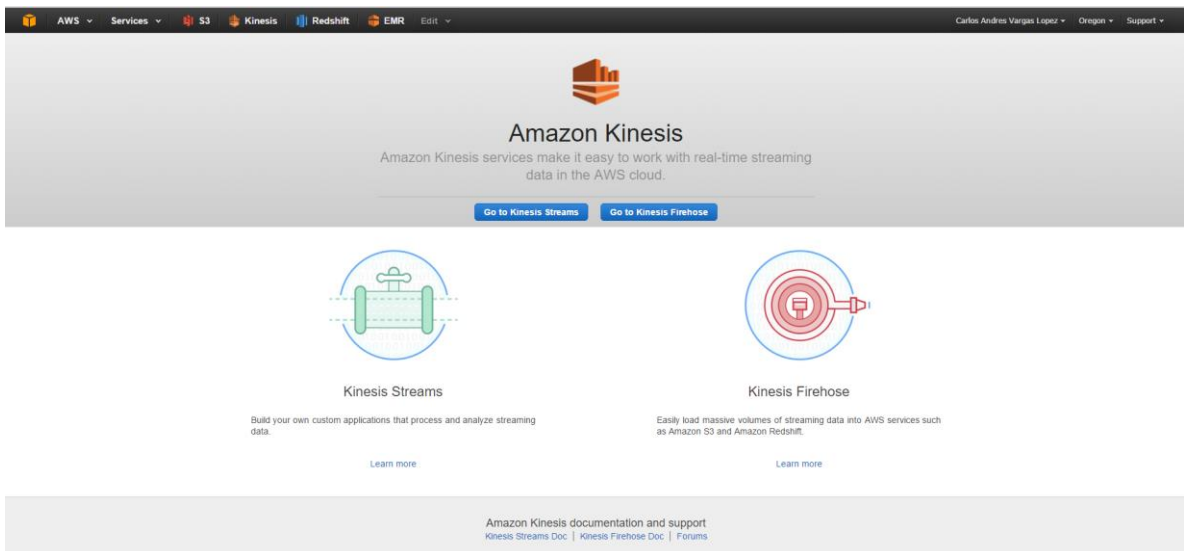 AWS Services S3 Kinesis Redshift EMR Edit Carlos Andres Vargas Lopez Oregon Support
Amazon Kinesis
Amazon Kinesis services make it easy to work with real-time streaming
data in the AWS cloud.
Go to Kinesis Streams Go to Kinesis Firehose
Kinesis Streams
Build your own custom applications that process and analyze streaming
data.
Learn more
Kinesis Firehose
Easily load massive volumes of streaming data into AWS services such
as Amazon S3 and Amazon Redshift.
Learn more
Amazon Kinesis documentation and support
Kinesis Streams Doc | Kinesis Firehose Doc | Forums